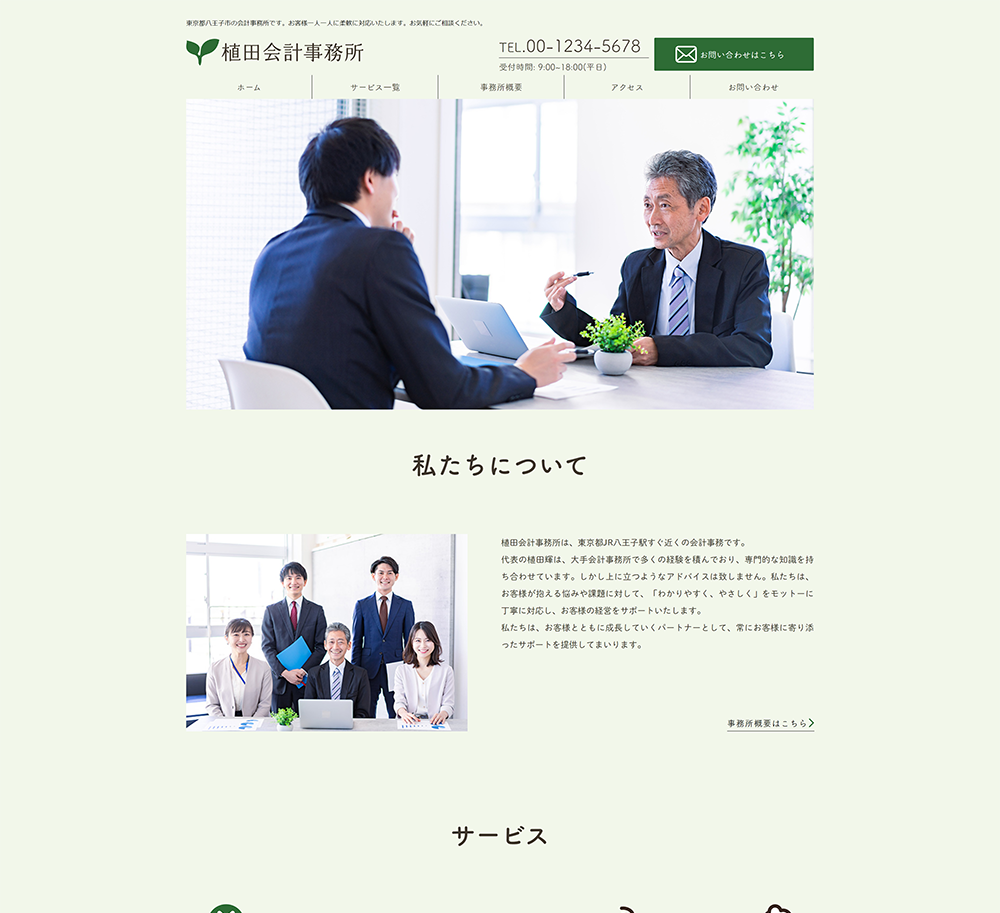 東京都八王子市の会計事務所です。お客様一人一人に柔軟に対応いたします。お気軽にご相談ください。
植田会計事務所
TEL.00-1234-5678
受付時間: 9:00-18:00(平日)
お問い合わせはこちら
ホーム
サービス一覧
事務所概要
アクセス
お問い合わせ
私たちについて
植田会計事務所は、東京都JR八王子駅すぐ近くの会計事務です。
代表の植田輝は、大手会計事務所で多くの経験を積んでおり、専門的な知識を持
ち合わせています。しかし上に立つようなアドバイスは致しません。私たちは、
お客様が抱える悩みや課題に対して、「わかりやすく、やさしく」をモットーに
丁寧に対応し、お客様の経営をサポートいたします。
私たちは、お客様とともに成長していくパートナーとして、常にお客様に寄り添
ったサポートを提供してまいります。
事務所概要はこちら
サービス